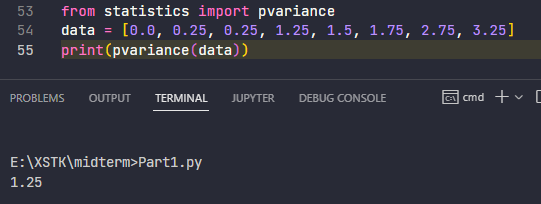 53 from statistics import pvariance
54 data = [0.0, 0.25, 0.25, 1.25, 1.5, 1.75, 2.75, 3.25]
55 print(pvariance(data))
PROBLEMS OUTPUT TERMINAL JUPYTER DEBUG CONSOLE cmd
E:\XSTK\midterm>Part1.py
1.25